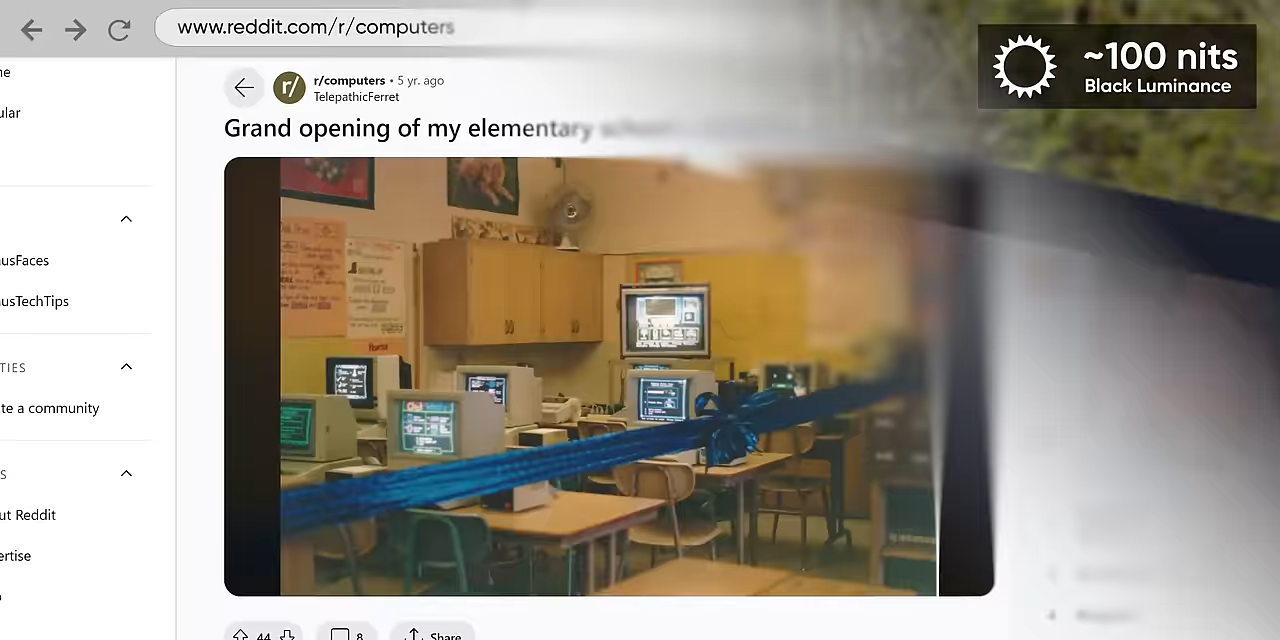 www.reddit.com/r/computers
~100 nits
Black Luminance
ne
ular
r/
r/computers • 5 yr. ago
TelepathicFerret
Grand opening of my elementary school
usFaces
usTechTips
TIES
te a community
S
ut Reddit
ertise
44
8
Share